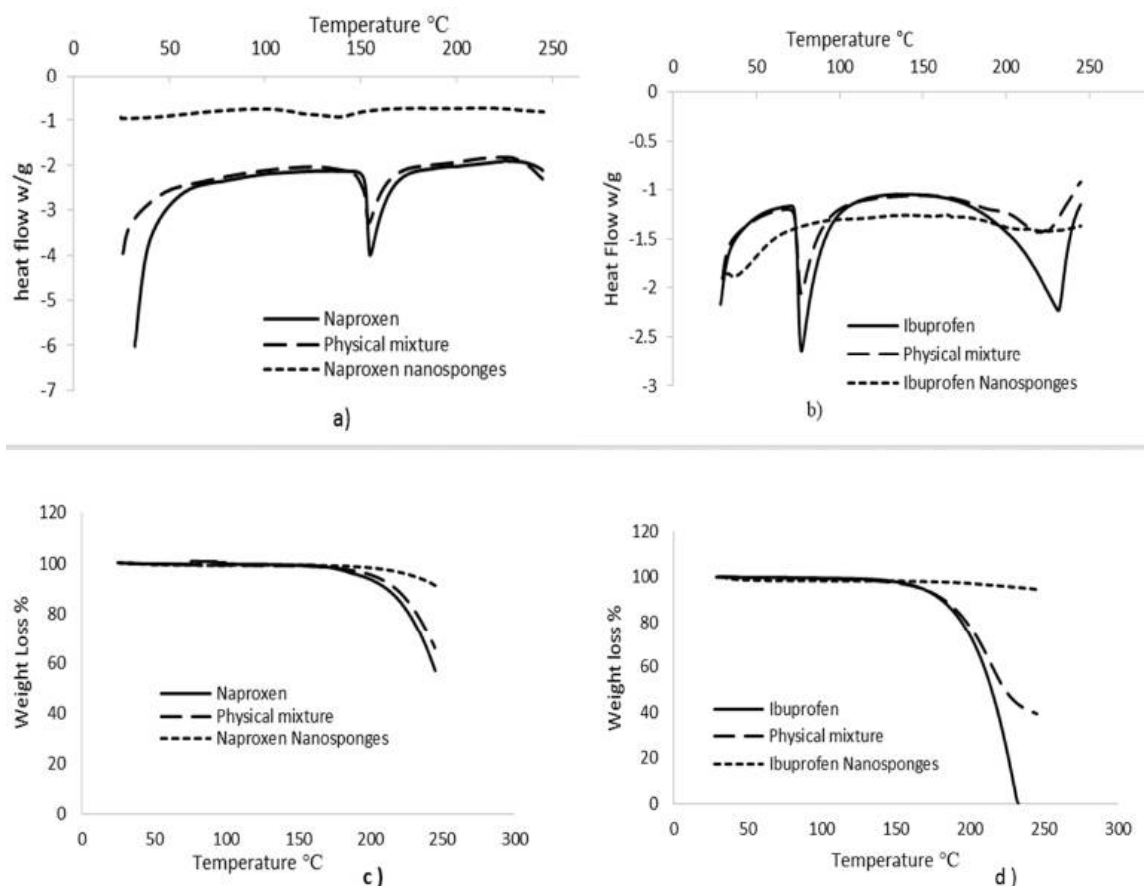 a)
Temperature °C
0 50 100 150 200 250
0
-1
-2
-3
-4
-5
-6
-7
heat flow w/g
Naproxen
Physical mixture
Naproxen nanosponges
a)
Temperature °C
0 50 100 150 200 250
0
-0.5
-1
-1.5
-2
-2.5
-3
Heat Flow w/g
Ibuprofen
Physical mixture
Ibuprofen Nanosponges
b)
120
100
80
60
40
20
0
Weight Loss %
Naproxen
Physical mixture
Naproxen Nanosponges
0 50 100 150 200 250 300
Temperature °C
c)
120
100
80
60
40
20
0
Weight loss %
Ibuprofen
Physical mixture
Ibuprofen Nanosponges
0 50 100 150 200 250 300
Temperature °C
d )